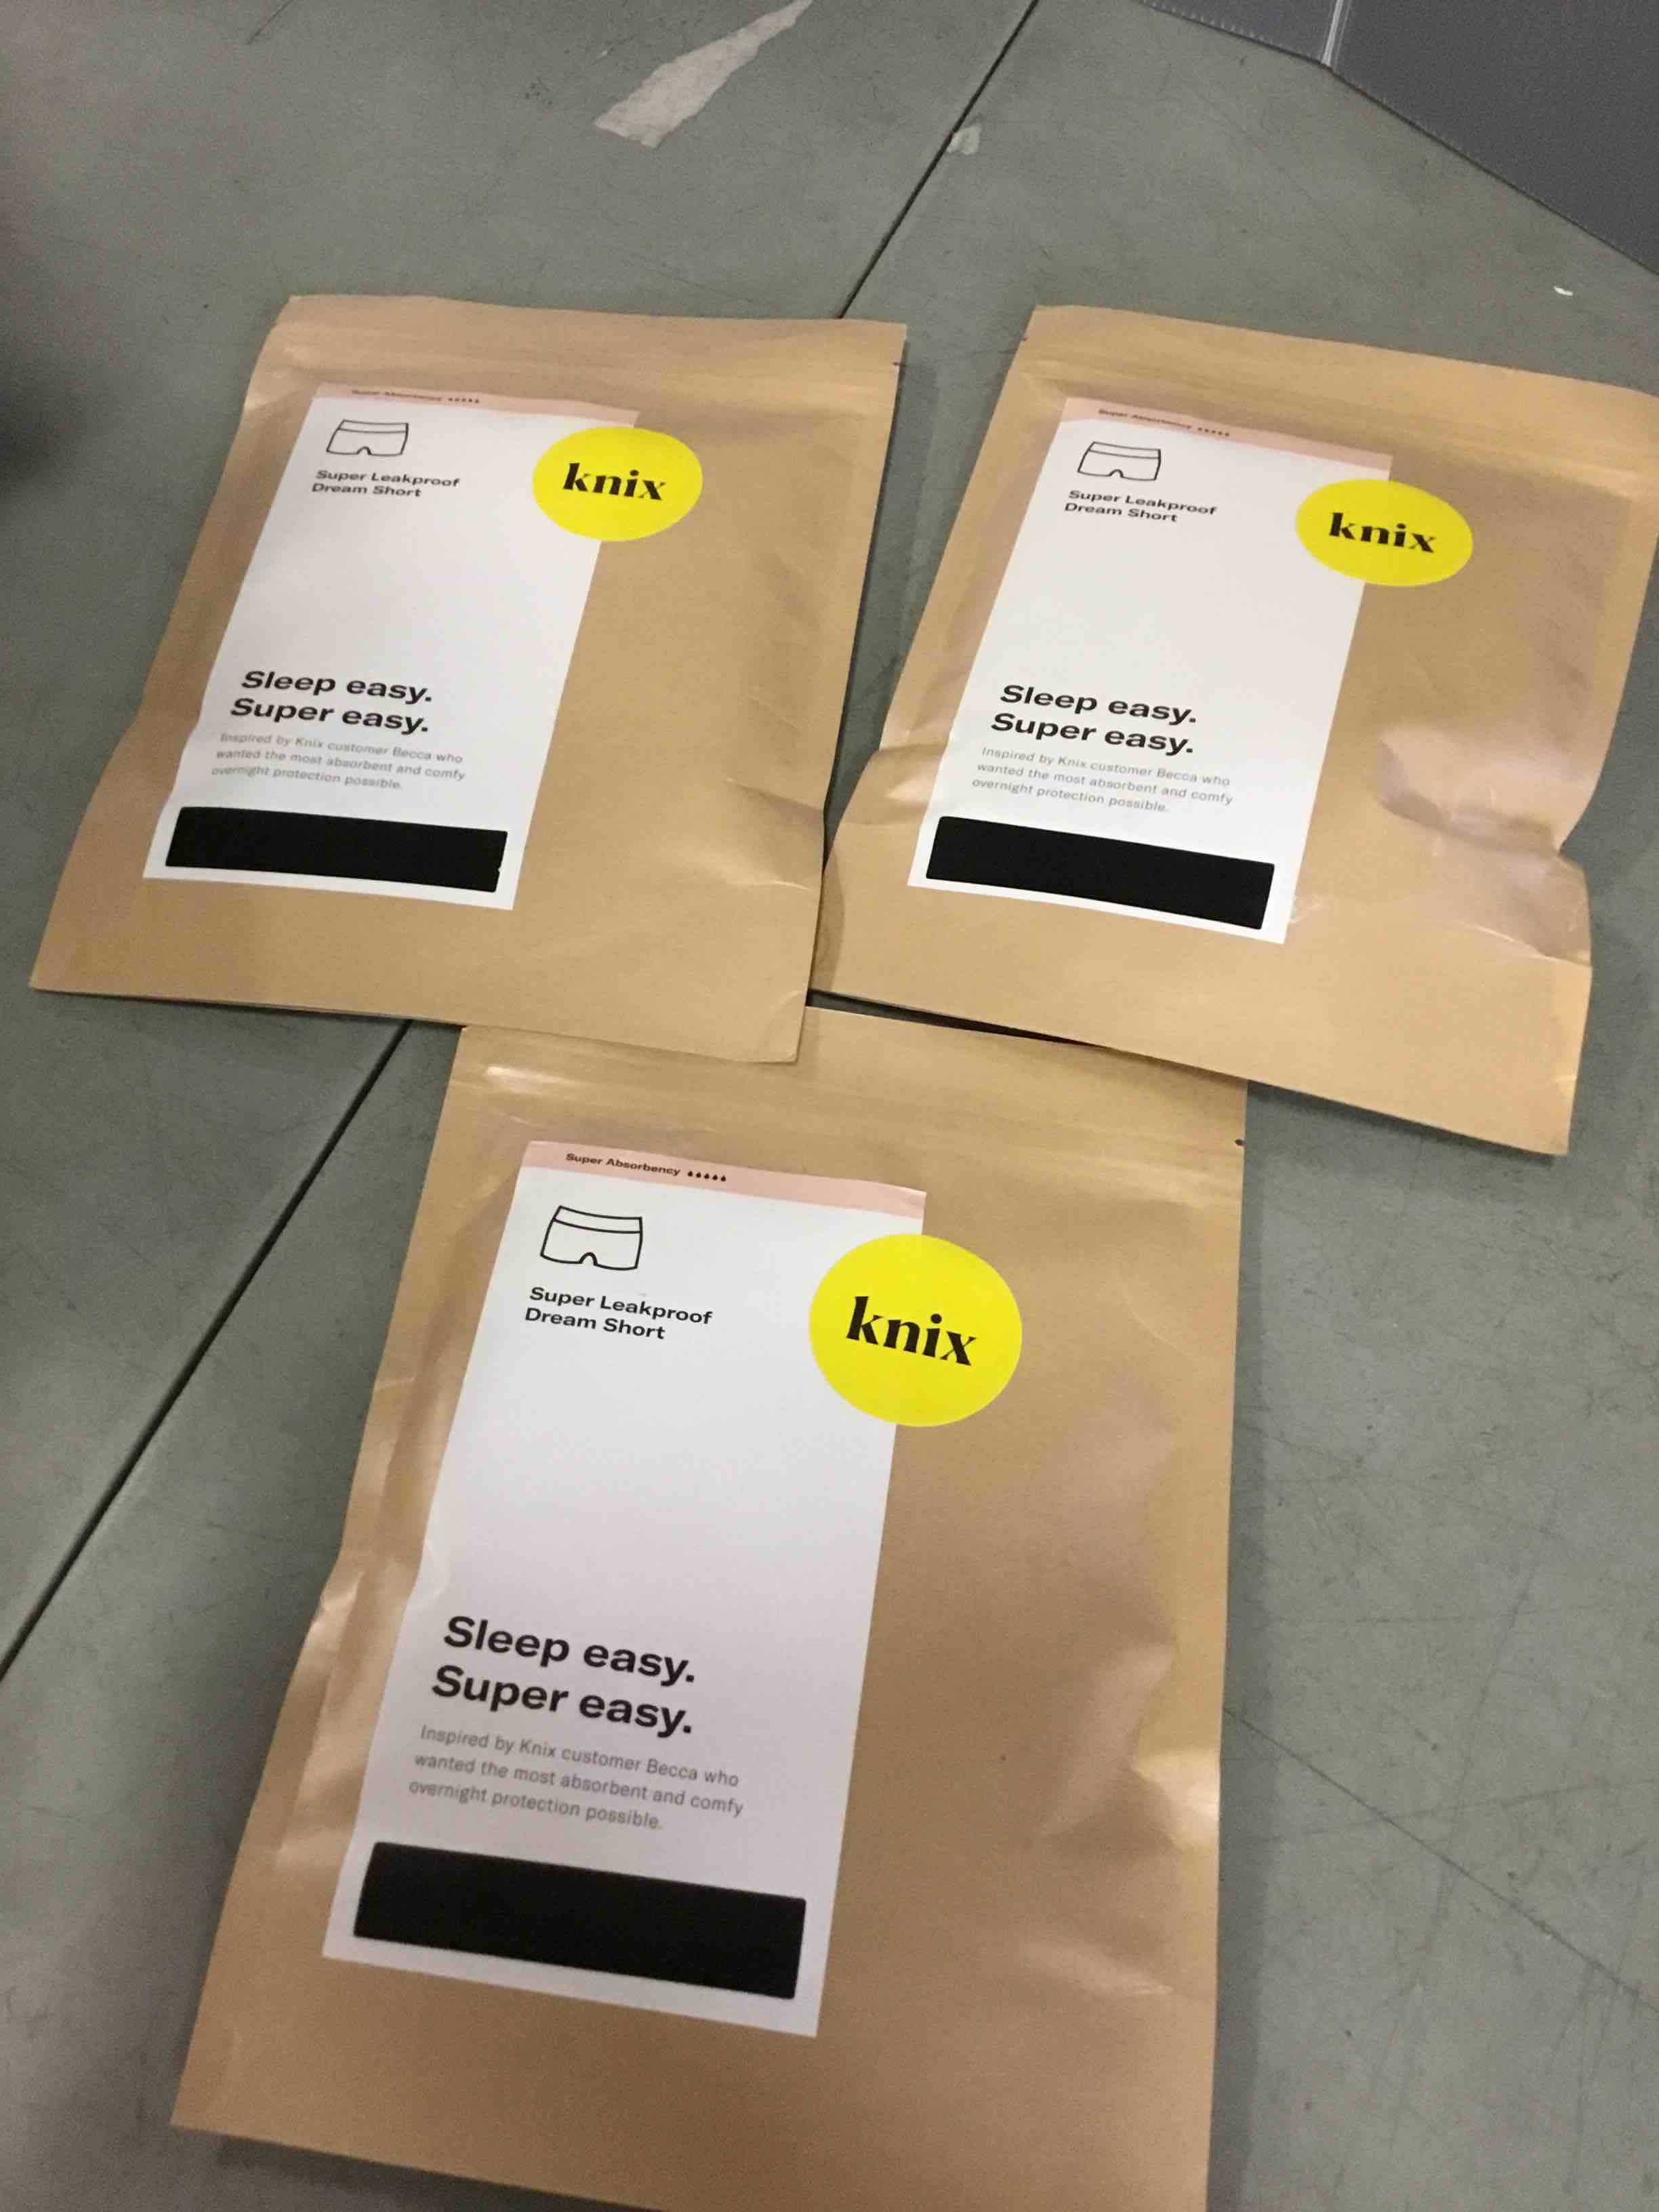 Super Absorbency
Super Leakproof
Dream Short
knix
Sleep easy.
Super easy.
Inspired by Knix customer Becca who
wanted the most absorbent and comfy
overnight protection possible.
Super Absorbency
Super Leakproof
Dream Short
knix
Sleep easy.
Super easy.
Inspired by Knix customer Becca who
wanted the most absorbent and comfy
overnight protection possible.
Super Absorbency
Super Leakproof
Dream Short
knix
Sleep easy.
Super easy.
Inspired by Knix customer Becca who
wanted the most absorbent and comfy
overnight protection possible.